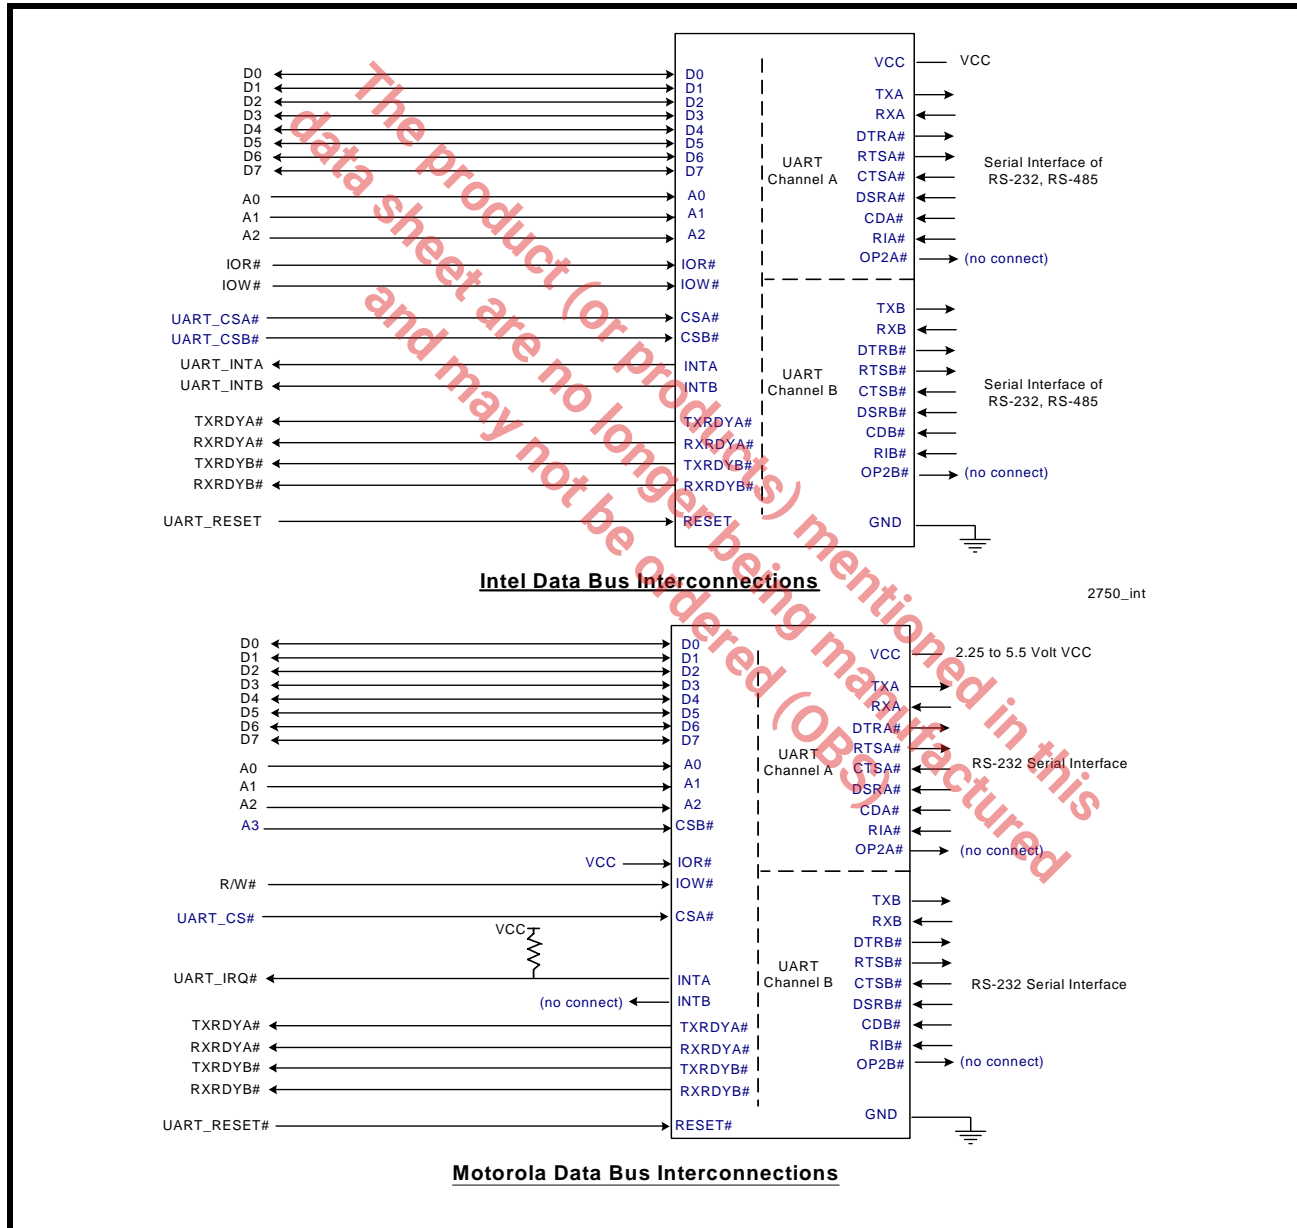 D0 D0
D1 D1
D2 D2
D3 D3
D4 D4
D5 D5
D6 D6
D7 D7
A0 A0
A1 A1
A2 A2
IOR# IOR#
IOW# IOW#
UART_CSA# CSA#
UART_CSB# CSB#
UART_INTA INTA
UART_INTB INTB
TXRDYA# TXRDYA#
RXRDYA# RXRDYA#
TXRDYB# TXRDYB#
RXRDYB# RXRDYB#
UART_RESET RESET
UART
Channel A
UART
Channel B
VCC VCC
TXA
RXA
DTRA#
RTSA#
CTSA#
DSRA#
CDA#
RIA#
OP2A# (no connect)
Serial Interface of
RS-232, RS-485
TXB
RXB
DTRB#
RTSB#
CTSB#
DSRB#
CDB#
RIB#
OP2B# (no connect)
Serial Interface of
RS-232, RS-485
GND
Intel Data Bus Interconnections
2750_int
D0 D0
D1 D1
D2 D2
D3 D3
D4 D4
D5 D5
D6 D6
D7 D7
A0 A0
A1 A1
A2 A2
A3 CSB#
VCC IOR#
R/W# IOW#
UART_CS# CSA#
VCC
UART_IRQ# INTA
(no connect) INTB
TXRDYA# TXRDYA#
RXRDYA# RXRDYA#
TXRDYB# TXRDYB#
RXRDYB# RXRDYB#
UART_RESET# RESET#
UART
Channel A
UART
Channel B
VCC 2.25 to 5.5 Volt VCC
TXA
RXA
DTRA#
RTSA#
CTSA#
DSRA#
CDA#
RIA#
OP2A# (no connect)
RS-232 Serial Interface
TXB
RXB
DTRB#
RTSB#
CTSB#
DSRB#
CDB#
RIB#
OP2B# (no connect)
RS-232 Serial Interface
GND
Motorola Data Bus Interconnections
The product (or products) mentioned in this
data sheet are no longer being manufactured
and may not be ordered (OBS)